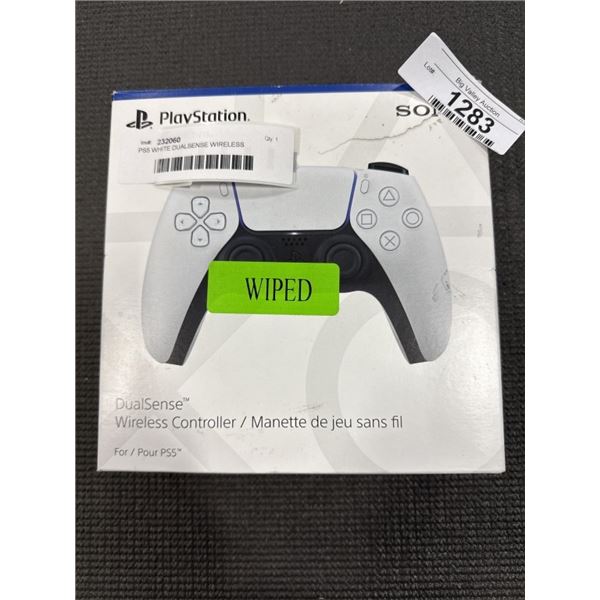 Big Valley Auction
Lot#
1283
PlayStation®
Inv#: 232060 Qty: 1
PS5 WHITE DUALSENSE WIRELESS
WIPED
DualSense™
Wireless Controller / Manette de jeu sans fil
For / Pour PS5™